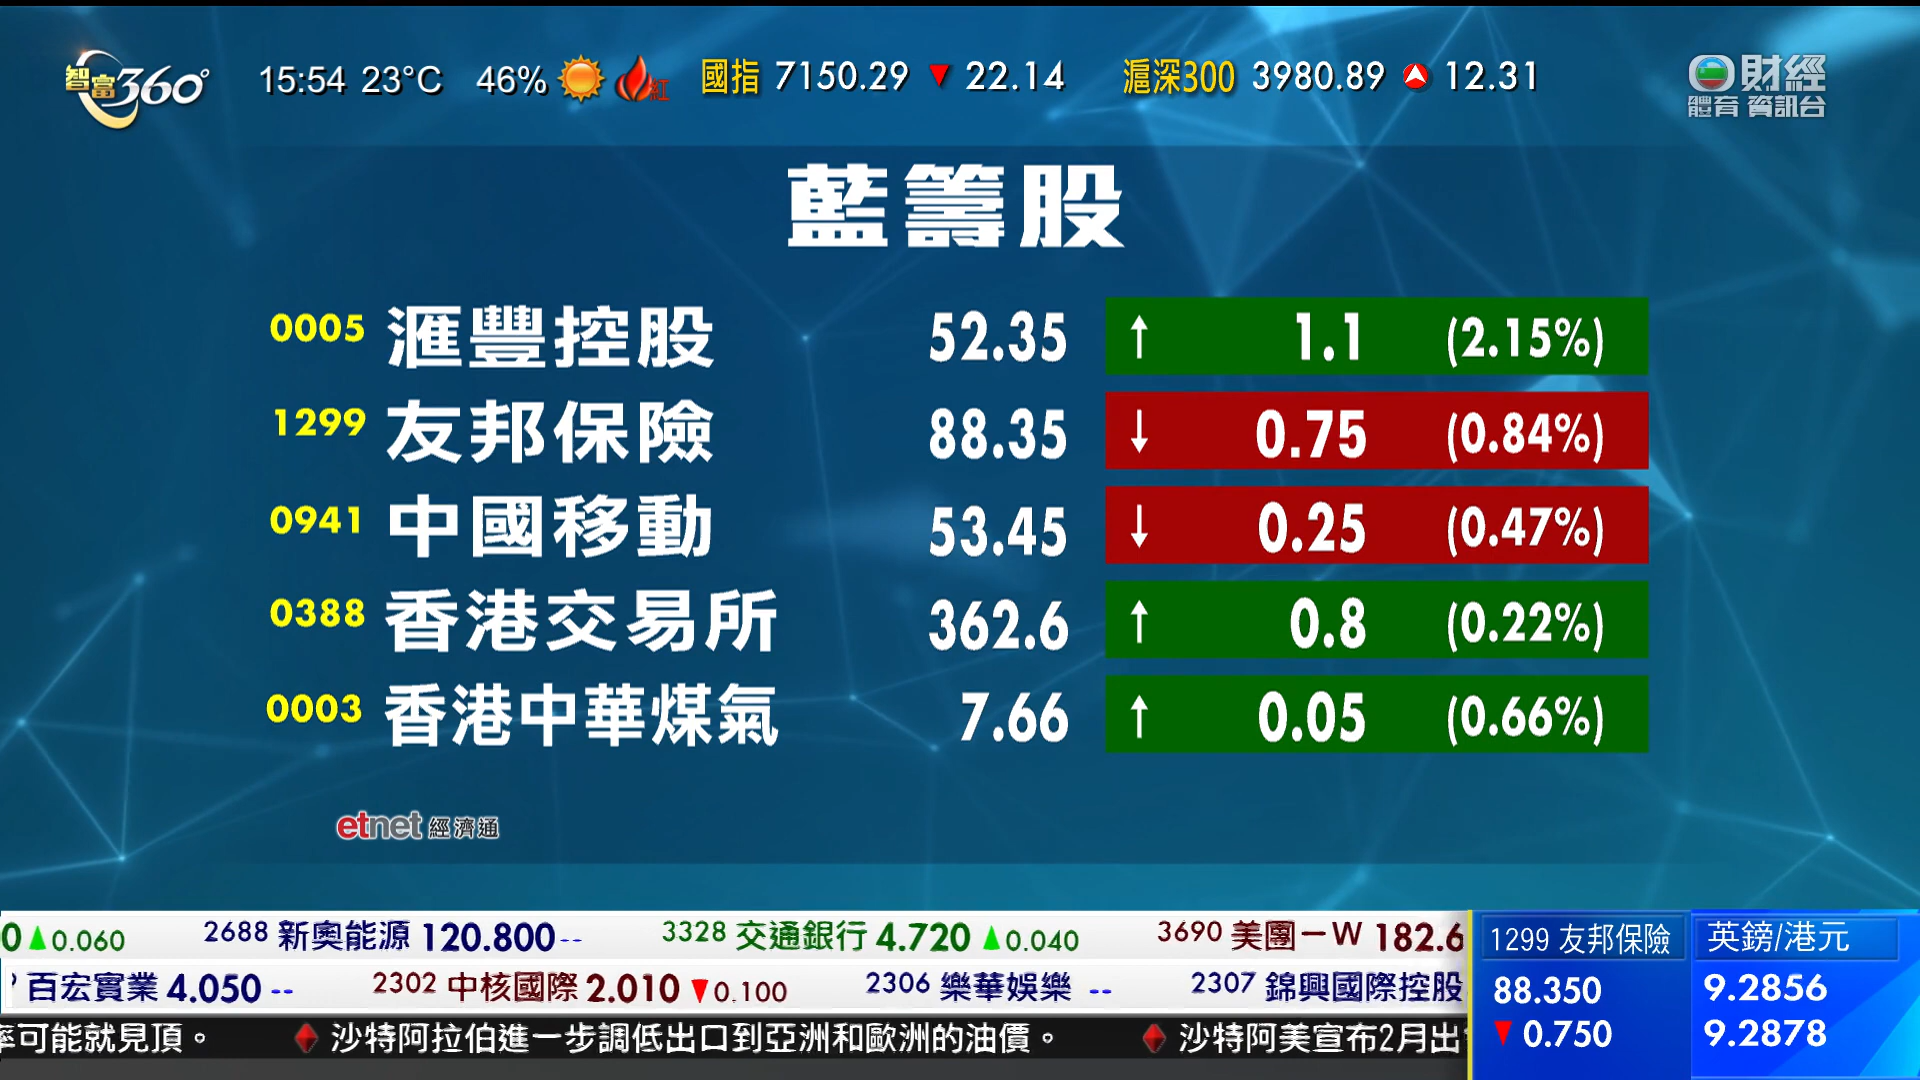 智富360° 15:54 23°C 46% 紅 國指 7150.29 ▼ 22.14 滬深300 3980.89 ▲ 12.31 財經
體育 資訊台
藍籌股
0005 滙豐控股 52.35 ↑ 1.1 (2.15%)
1299 友邦保險 88.35 ↓ 0.75 (0.84%)
0941 中國移動 53.45 ↓ 0.25 (0.47%)
0388 香港交易所 362.6 ↑ 0.8 (0.22%)
0003 香港中華煤氣 7.66 ↑ 0.05 (0.66%)
etnet 經濟通
0 ▲0.060 2688 新奧能源 120.800 -- 3328 交通銀行 4.720 ▲0.040 3690 美團－W 182.6
百宏實業 4.050 -- 2302 中核國際 2.010 ▼0.100 2306 樂華娛樂 -- 2307 錦興國際控股
率可能就見頂。 ♦ 沙特阿拉伯進一步調低出口到亞洲和歐洲的油價。 ♦ 沙特阿美宣布2月出
1299 友邦保險
88.350
▼ 0.750
英鎊/港元
9.2856
9.2878